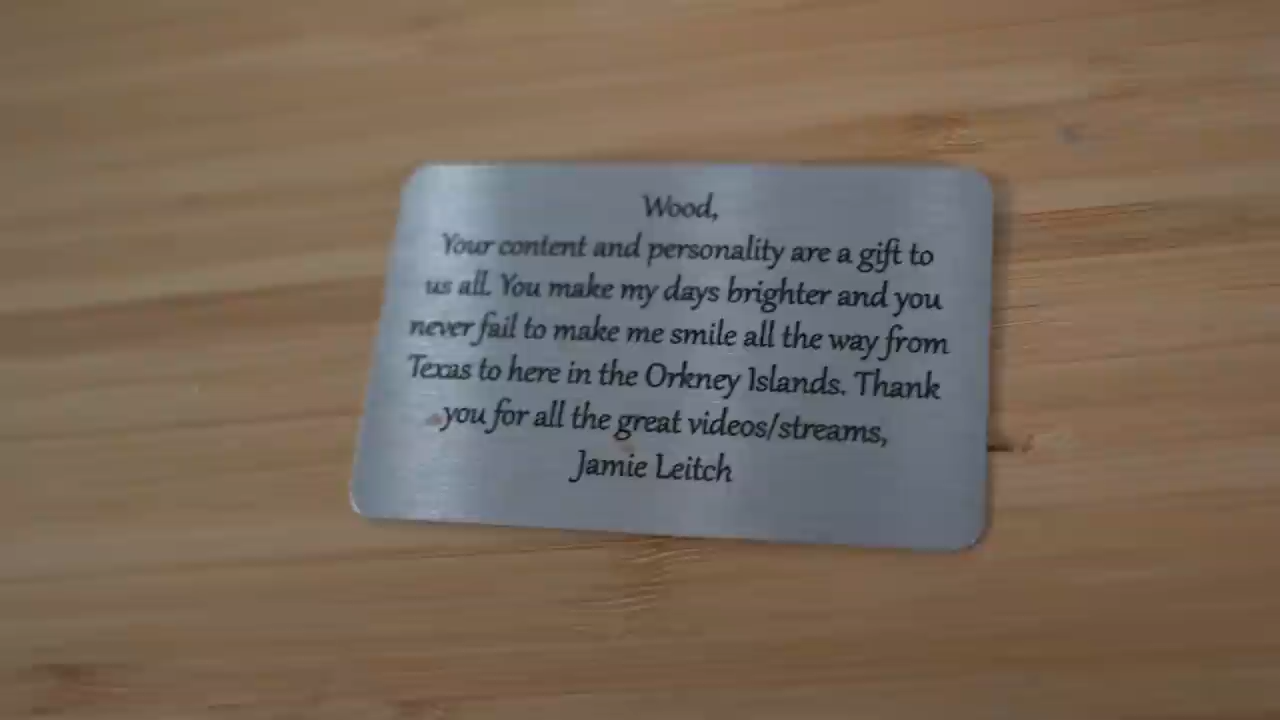 Wood,
Your content and personality are a gift to
us all. You make my days brighter and you
never fail to make me smile all the way from
Texas to here in the Orkney Islands. Thank
you for all the great videos/streams,
Jamie Leitch